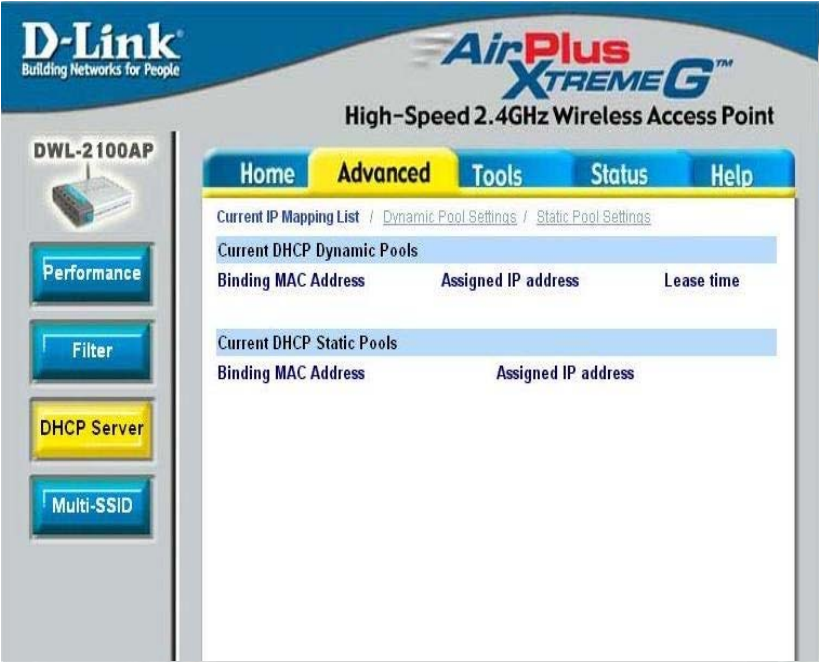 D-Link
Building Networks for People
AirPlus
XTREME G™
High-Speed 2.4GHz Wireless Access Point
DWL-2100AP
Home Advanced Tools Status Help
Current IP Mapping List / Dynamic Pool Settings / Static Pool Settings
Current DHCP Dynamic Pools
Binding MAC Address Assigned IP address Lease time
Current DHCP Static Pools
Binding MAC Address Assigned IP address
Performance
Filter
DHCP Server
Multi-SSID